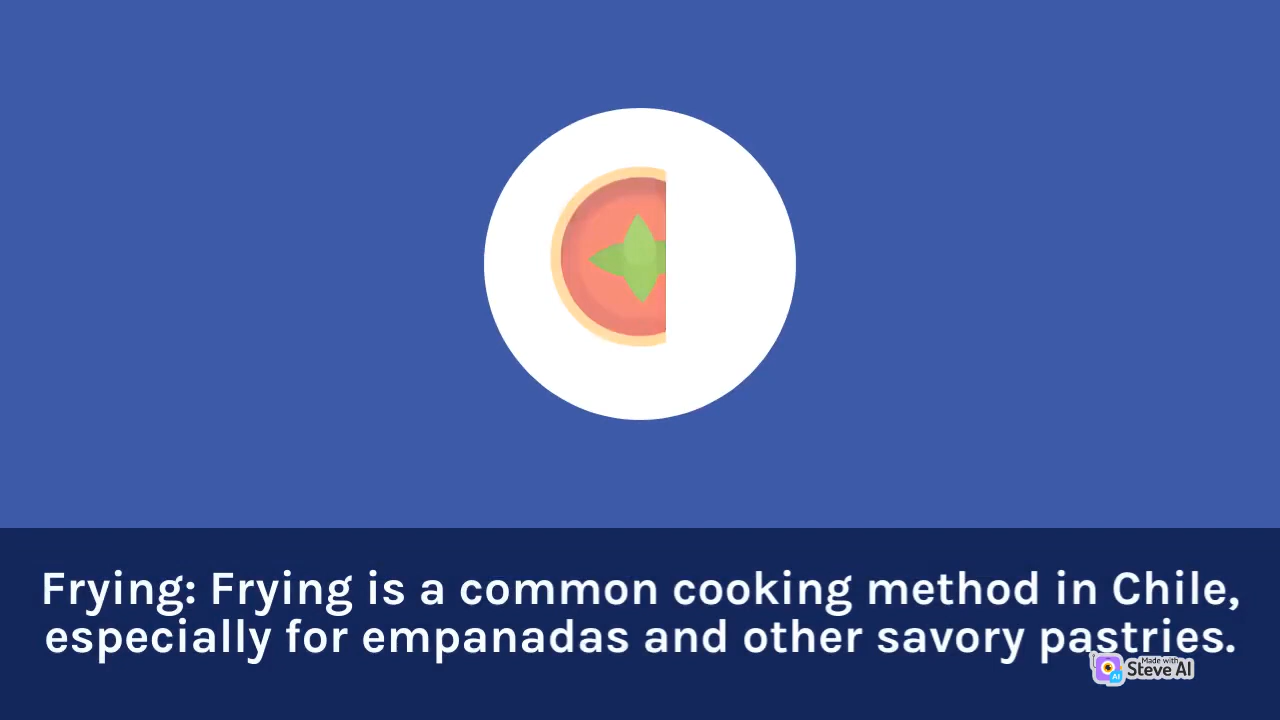 Frying: Frying is a common cooking method in Chile,
especially for empanadas and other savory pastries.
Made with
Steve AI
AI